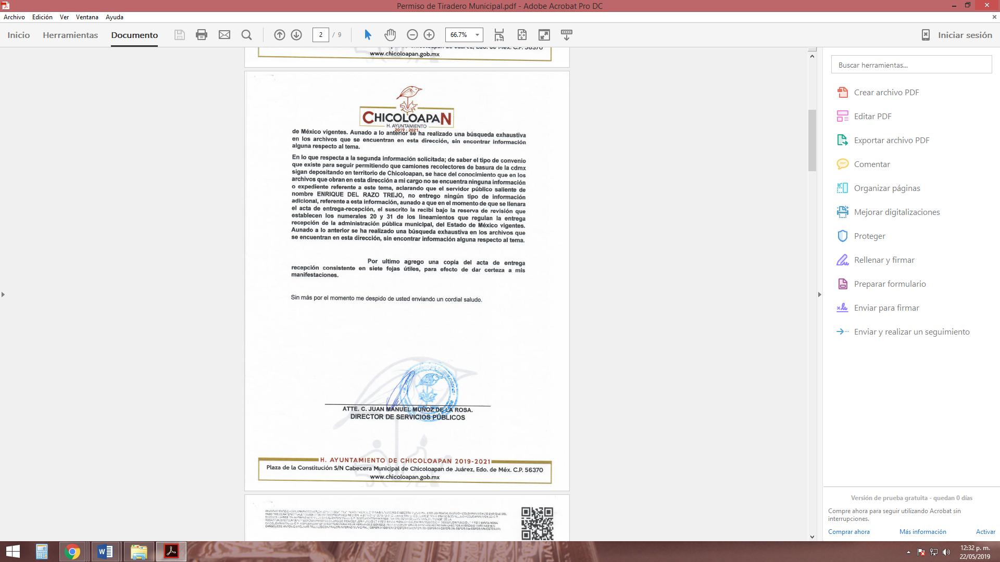 Permiso de Tiradero Municipal.pdf - Adobe Acrobat Pro DC
Archivo Edición Ver Ventana Ayuda
Inicio Herramientas Documento 2 / 9 66.7% Iniciar sesión
de Juárez, Edo. de Méx. C.P. 56370
www.chicoloapan.gob.mx
CHICOLOAPAN
H. AYUNTAMIENTO
2019 - 2021
de México vigentes. Aunado a lo anterior se ha realizado una búsqueda exhaustiva
en los archivos que se encuentran en esta dirección, sin encontrar información
alguna respecto al tema.
En lo que respecta a la segunda información solicitada; de saber el tipo de convenio
que existe para seguir permitiendo que camiones recolectores de basura de la cdmx
sigan depositando en territorio de Chicoloapan, se hace del conocimiento que en los
archivos que obran en esta dirección a mi cargo no se encuentra ninguna información
o expediente referente a este tema, aclarando que el servidor público saliente de
nombre ENRIQUE DEL RAZO TREJO, no entrego ningún tipo de información
adicional, referente a esta información, aunado a que en el momento de que se llenara
el acta de entrega-recepción, el suscrito la recibí bajo la reserva de revisión que
establecen los numerales 20 y 31 de los lineamientos que regulan la entrega
recepción de la administración pública municipal, del Estado de México vigentes.
Aunado a lo anterior se ha realizado una búsqueda exhaustiva en los archivos que
se encuentran en esta dirección, sin encontrar información alguna respecto al tema.
Por ultimo agrego una copia del acta de entrega
recepción consistente en siete fojas útiles, para efecto de dar certeza a mis
manifestaciones.
Sin más por el momento me despido de usted enviando un cordial saludo.
ATTE. C. JUAN MANUEL MUÑOZ DE LA ROSA.
DIRECTOR DE SERVICIOS PÚBLICOS
H. AYUNTAMIENTO DE CHICOLOAPAN 2019-2021
Plaza de la Constitución S/N Cabecera Municipal de Chicoloapan de Juárez, Edo. de Méx. C.P. 56370
www.chicoloapan.gob.mx
Buscar herramientas...
Crear archivo PDF
Editar PDF
Exportar archivo PDF
Comentar
Organizar páginas
Mejorar digitalizaciones
Proteger
Rellenar y firmar
Preparar formulario
Enviar para firmar
Enviar y realizar un seguimiento
Versión de prueba gratuita - quedan 0 días
Compre ahora para seguir utilizando Acrobat sin
interrupciones.
Comprar ahora Más información Activar
12:32 p. m.
22/05/2019